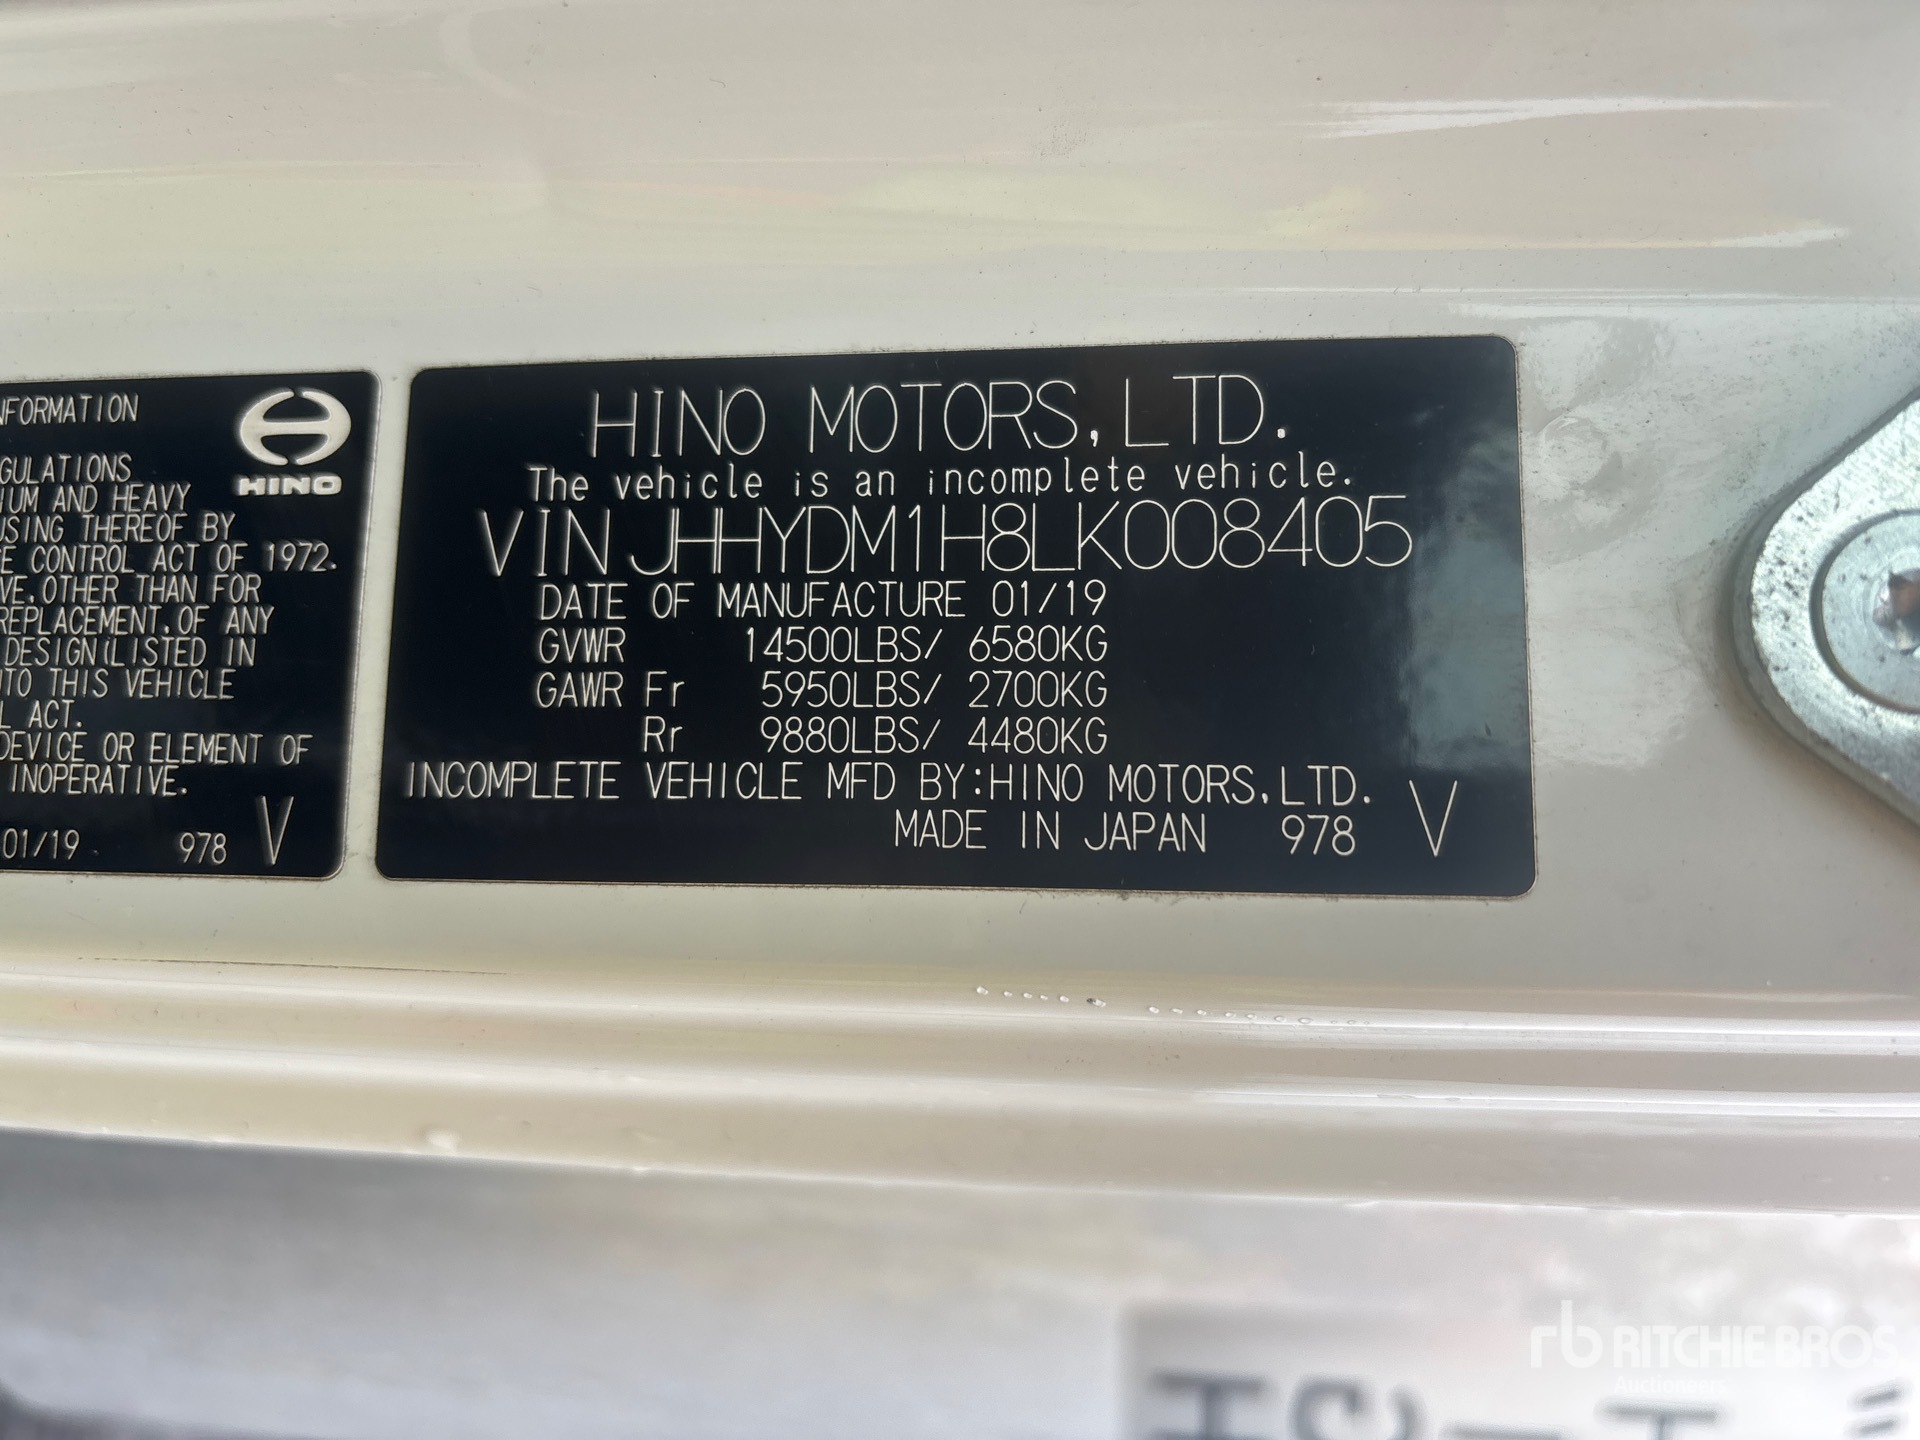 NFORMATION
HINO
GULATIONS
IUM AND HEAVY
USING THEREOF BY
E CONTROL ACT OF 1972.
VE, OTHER THAN FOR
REPLACEMENT, OF ANY
DESIGN (LISTED IN
TO THIS VEHICLE
L ACT.
DEVICE OR ELEMENT OF
INOPERATIVE.
01/19 978 V
HINO MOTORS, LTD.
The vehicle is an incomplete vehicle.
VIN JHHYDM1H8LK008405
DATE OF MANUFACTURE 01/19
GVWR 14500LBS/ 6580KG
GAWR Fr 5950LBS/ 2700KG
Rr 9880LBS/ 4480KG
INCOMPLETE VEHICLE MFD BY:HINO MOTORS, LTD. V
MADE IN JAPAN 978
rb RITCHIE BROS
Auctioneers